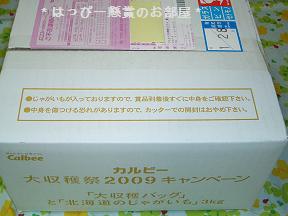 *はっぴー懸賞のお部屋*
●じゃがいもが入っておりますので、賞品到着後すぐに中身をご確認下さい。
●中身を傷つける恐れがありますので、カッターでの開封はおやめ下さい。
Calbee
カルビー
大収穫祭2009キャンペーン
「大収穫バッグ」
と「北海道のじゃがいも」3kg